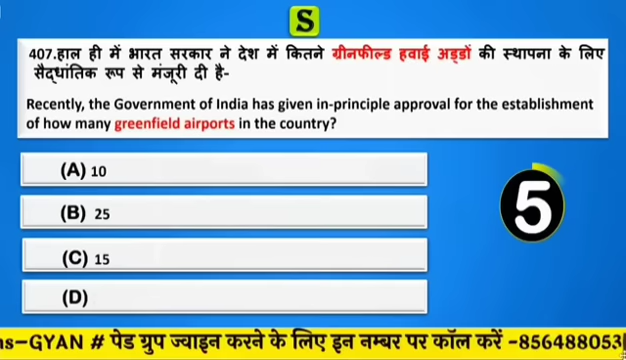 S
407.हाल ही में भारत सरकार ने देश में कितने ग्रीनफील्ड हवाई अड्डों की स्थापना के लिए
सैद्धांतिक रूप से मंजूरी दी है-
Recently, the Government of India has given in-principle approval for the establishment
of how many greenfield airports in the country?
(A) 10
(B) 25
(C) 15
(D)
5
ns-GYAN # पेड ग्रुप ज्वाइन करने के लिए इन नम्बर पर कॉल करें -856488053